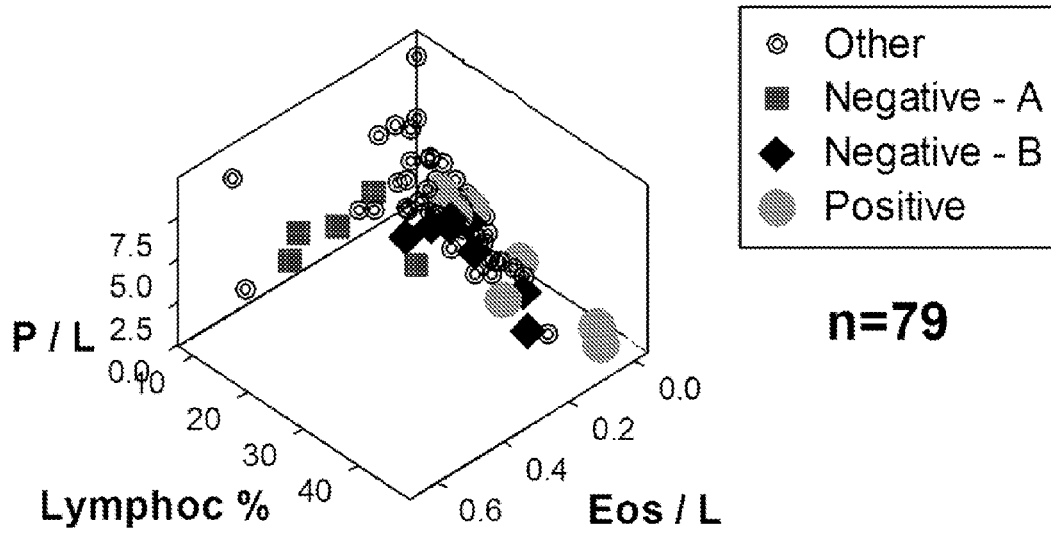 Other
Negative - A
Negative - B
Positive
n=79
7.5
5.0
2.5
0.0
P / L
10
20
30
40
Lymphoc %
0.0
0.2
0.4
0.6
Eos / L